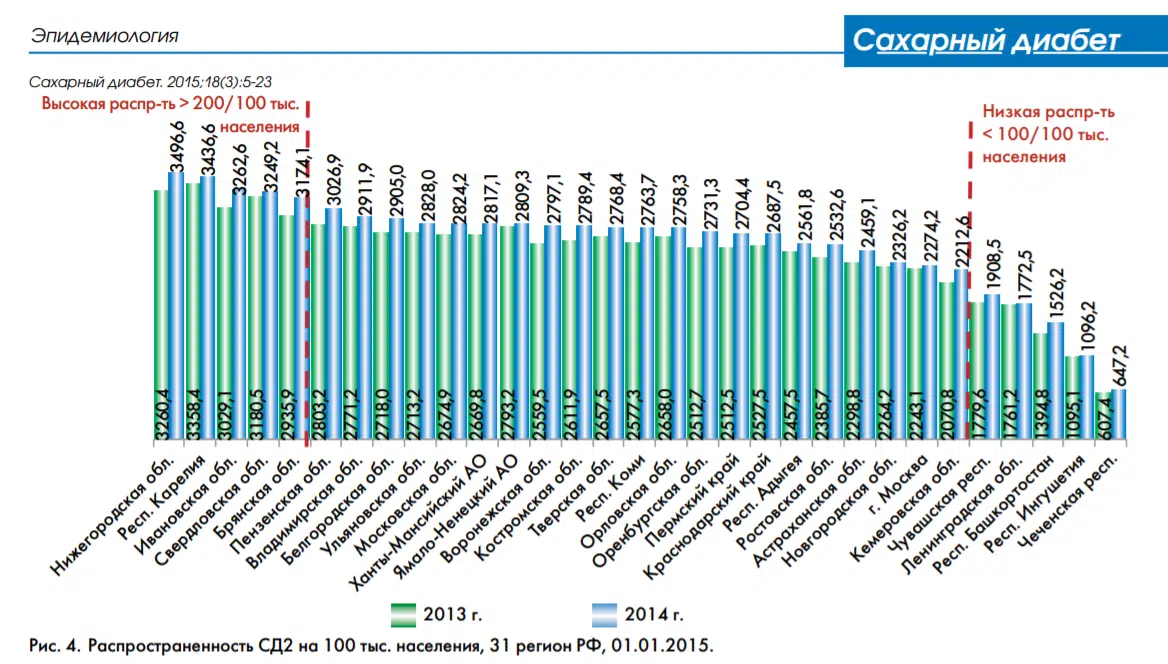 Эпидемиология
Сахарный диабет
Сахарный диабет. 2015;18(3):5-23
Высокая распр-ть > 200/100 тыс.
населения
Низкая распр-ть
< 100/100 тыс.
населения
3496,6
3436,6
3262,6
3249,2
3174,1
3026,9
2911,9
2905,0
2828,0
2824,2
2817,1
2809,3
2797,1
2789,4
2768,4
2763,7
2758,3
2731,3
2704,4
2687,5
2561,8
2532,6
2459,1
2326,2
2274,2
2212,6
1908,5
1772,5
1526,2
1096,2
647,2
3260,4
3358,4
3029,1
3180,5
2935,9
2803,2
2771,2
2718,0
2713,2
2674,9
2669,8
2793,2
2559,5
2611,9
2657,5
2577,3
2658,0
2512,7
2512,5
2527,5
2457,5
2385,7
2298,8
2264,2
2243,1
2070,8
1779,6
1761,2
1394,8
1095,1
607,4
Нижегородская обл.
Респ. Карелия
Ивановская обл.
Свердловская обл.
Брянская обл.
Пензенская обл.
Владимирская обл.
Белгородская обл.
Ульяновская обл.
Московская обл.
Ханты-Мансийский АО
Ямало-Ненецкий АО
Воронежская обл.
Костромская обл.
Тверская обл.
Респ. Коми
Орловская обл.
Оренбургская обл.
Пермский край
Краснодарский край
Респ. Адыгея
Ростовская обл.
Астраханская обл.
Новгородская обл.
г. Москва
Кемеровская обл.
Чувашская респ.
Ленинградская обл.
Респ. Башкортостан
Респ. Ингушетия
Чеченская респ.
2013 г.
2014 г.
Рис. 4. Распространенность СД2 на 100 тыс. населения, 31 регион РФ, 01.01.2015.